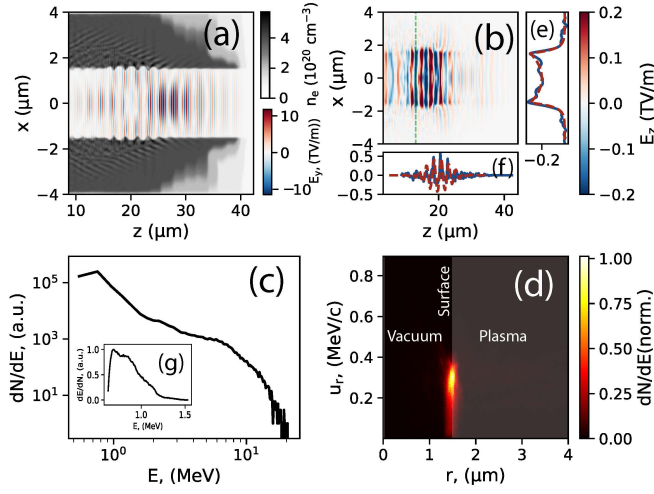 (a)
x (μm)
4
2
0
−2
−4
10 20 30 40
z (μm)
n_e (10^20 cm^−3)
4
2
0
E_y, (TV/m))
10
0
−10
(b)
x (μm)
4
2
0
−2
−4
(e)
−0.2
E_z (TV/m)
0.2
0.1
0.0
−0.1
−0.2
(f)
0.5
0.0
−0.5
20 40
z (μm)
(c)
dN/dE, (a.u.)
10^5
10^3
10^1
10^0 10^1
E, (MeV)
(g)
dE/dN, (a.u.)
1.0
0.5
0.0
1.0 1.5
E, (MeV)
(d)
Surface
Vacuum
Plasma
u_r, (MeV/c)
0.8
0.6
0.4
0.2
0 1 2 3 4
r, (μm)
dN/dE(norm.)
1.00
0.75
0.50
0.25
0.00